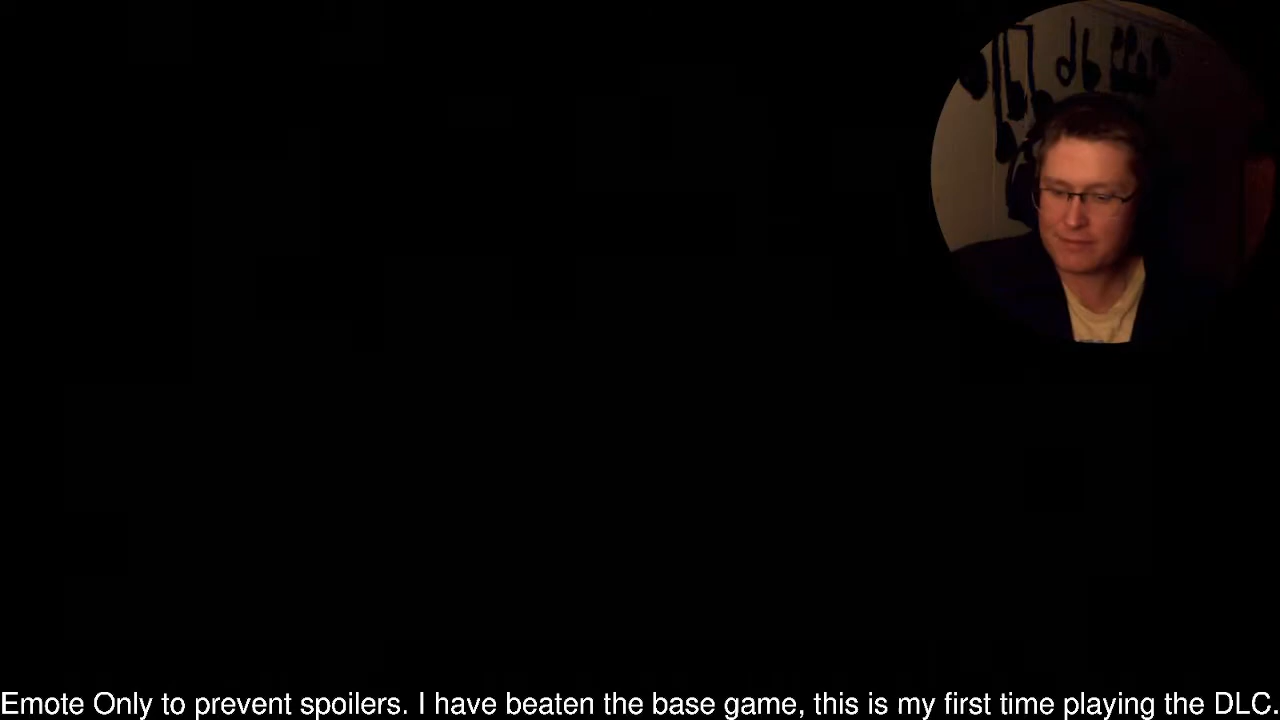 Emote Only to prevent spoilers. I have beaten the base game, this is my first time playing the DLC.